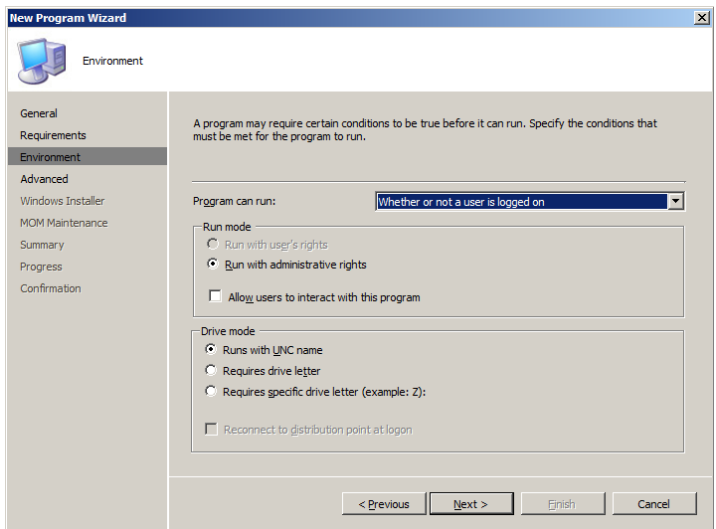 New Program Wizard
Environment
General
Requirements
Environment
Advanced
Windows Installer
MOM Maintenance
Summary
Progress
Confirmation
A program may require certain conditions to be true before it can run. Specify the conditions that
must be met for the program to run.
Program can run: Whether or not a user is logged on
Run mode
Run with user's rights
Run with administrative rights
Allow users to interact with this program
Drive mode
Runs with UNC name
Requires drive letter
Requires specific drive letter (example: Z):
Reconnect to distribution point at logon
< Previous Next > Finish Cancel